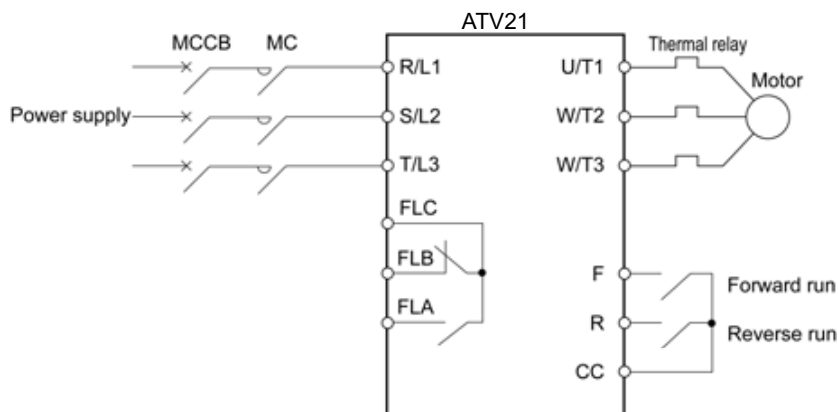 ATV21
MCCB MC
Thermal relay
Motor
R/L1 U/T1
Power supply S/L2 W/T2
T/L3 W/T3
FLC
FLB F Forward run
FLA R Reverse run
CC